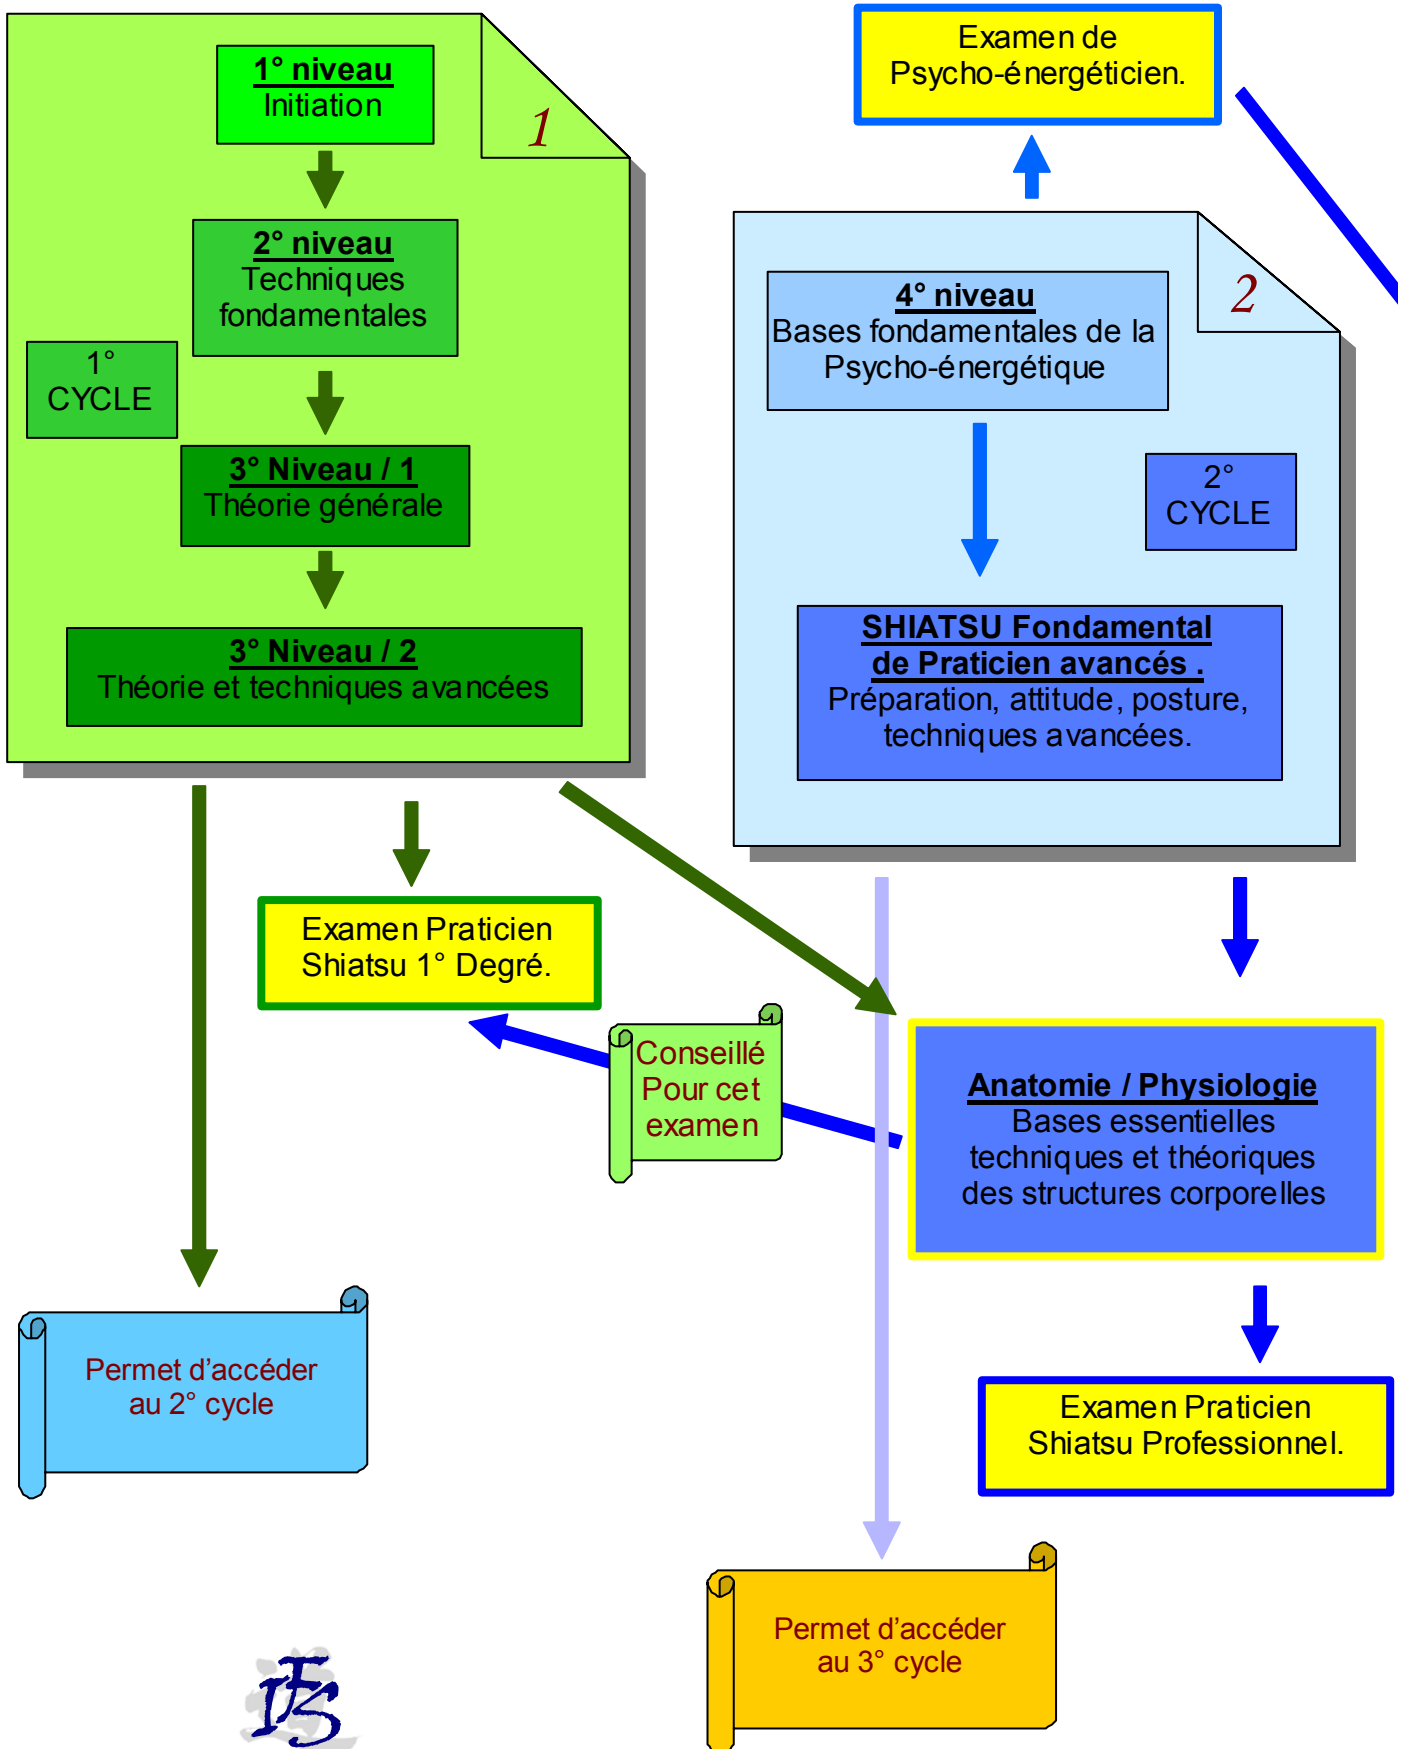 1° niveau
Initiation
1
2° niveau
Techniques
fondamentales
1°
CYCLE
3° Niveau / 1
Théorie générale
3° Niveau / 2
Théorie et techniques avancées
Examen de
Psycho-énergéticien.
2
4° niveau
Bases fondamentales de la
Psycho-énergétique
2°
CYCLE
SHIATSU Fondamental
de Praticien avancés .
Préparation, attitude, posture,
techniques avancées.
Examen Praticien
Shiatsu 1° Degré.
Conseillé
Pour cet
examen
Anatomie / Physiologie
Bases essentielles
techniques et théoriques
des structures corporelles
Permet d’accéder
au 2° cycle
Examen Praticien
Shiatsu Professionnel.
Permet d’accéder
au 3° cycle
IFS